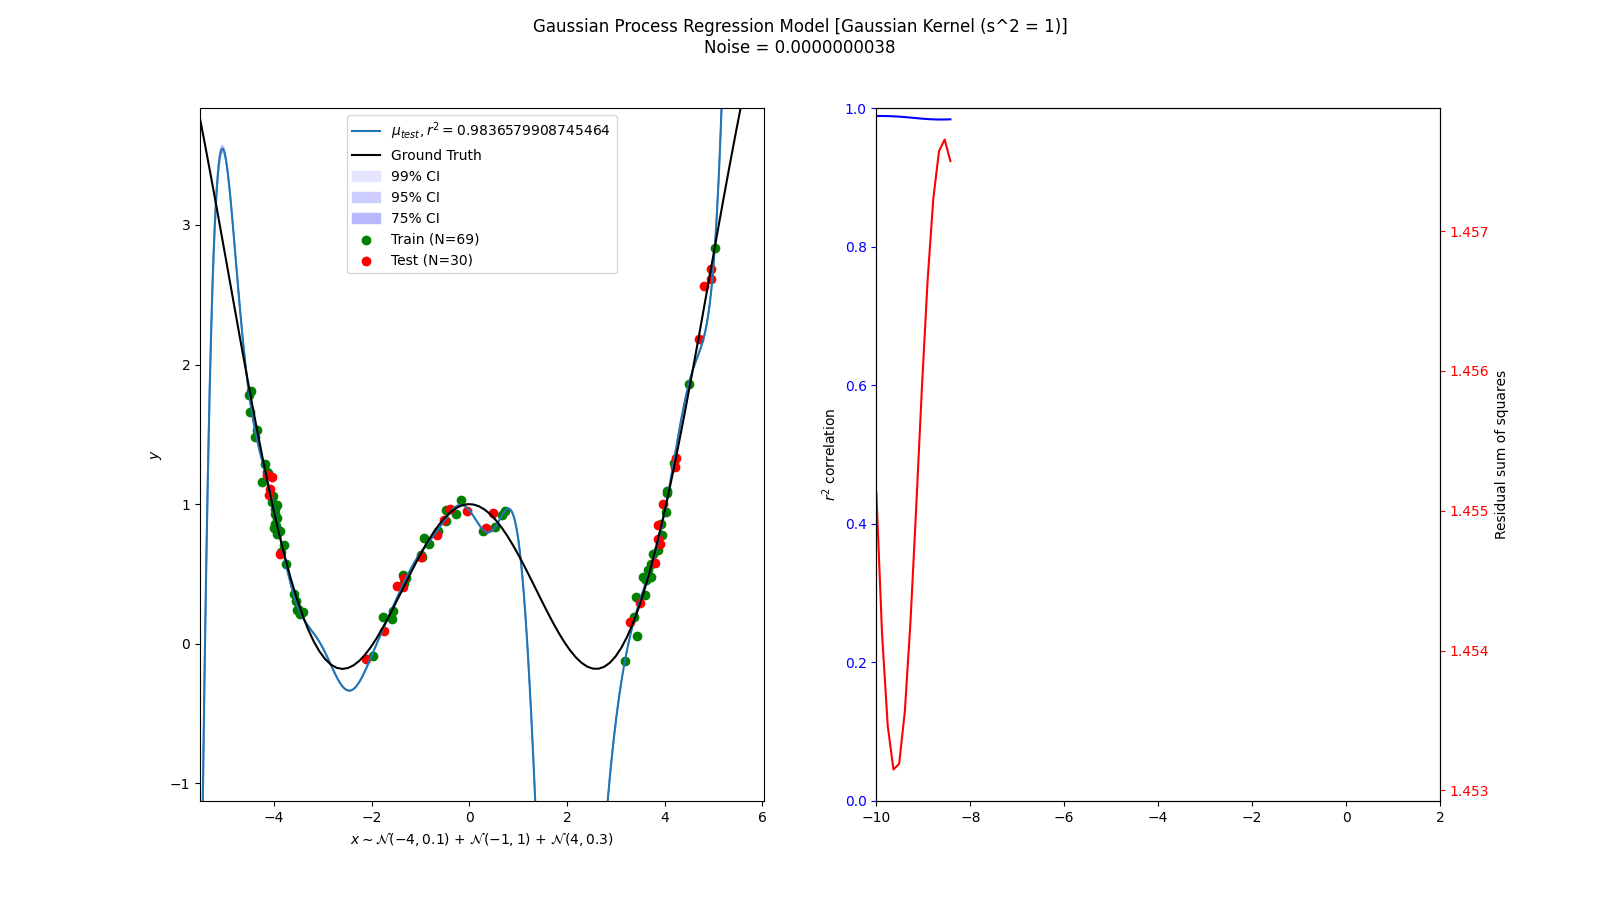 Gaussian Process Regression Model [Gaussian Kernel (s^2 = 1)]
Noise = 0.0000000038
μ_test, r² = 0.9836579908745464
Ground Truth
99% CI
95% CI
75% CI
Train (N=69)
Test (N=30)
3
2
1
0
−1
y
−4
−2
0
2
4
6
x ∼ 𝒩(−4, 0.1) + 𝒩(−1, 1) + 𝒩(4, 0.3)
1.0
0.8
0.6
0.4
0.2
0.0
r² correlation
−10
−8
−6
−4
−2
0
2
1.457
1.456
1.455
1.454
1.453
Residual sum of squares